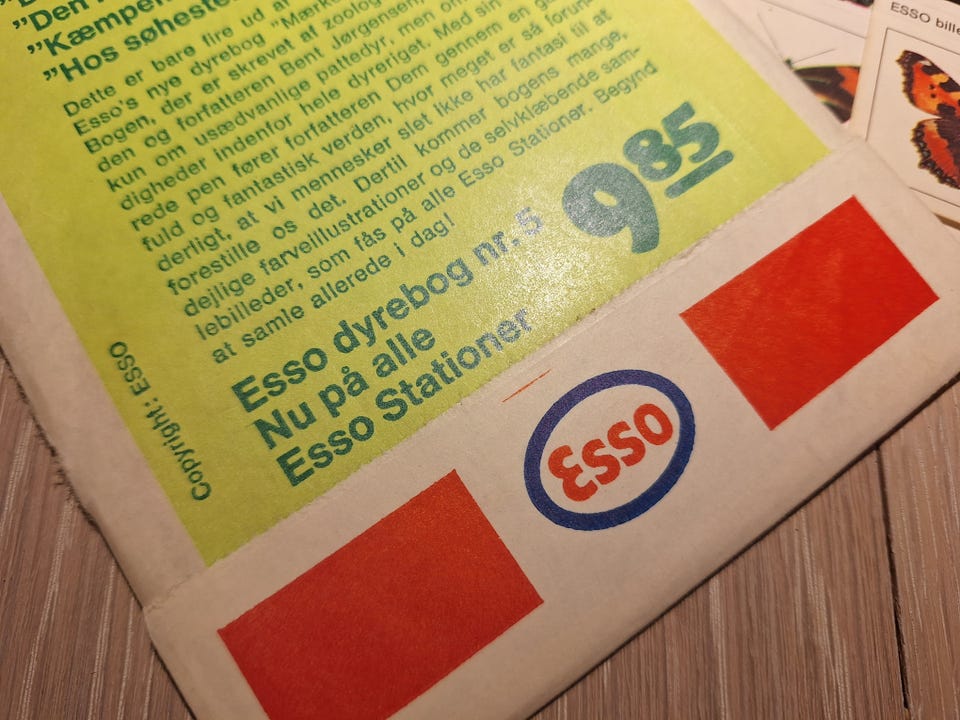 "Den
"Kæmpen
"Hos søheste
Dette er bare fire ud af
Esso's nye dyrebog "Mærke
Bogen, der er skrevet af zoolog
den og forfatteren Bent Jørgensen,
kun om usædvanlige pattedyr, men om
digheder indenfor hele dyreriget. Med sin
rede pen fører forfatteren Dem gennem en
fuld og fantastisk verden, hvor meget er så forun-
derligt, at vi mennesker slet ikke har fantasi til at
forestille os det. Dertil kommer bogens mange,
dejlige farveillustrationer og de selvklæbende sam-
lebilleder, som fås på alle Esso Stationer. Begynd
at samle allerede i dag!
Esso dyrebog nr. 5
Nu på alle
Esso Stationer
9 85
Copyright: ESSO
Esso
ESSO bille